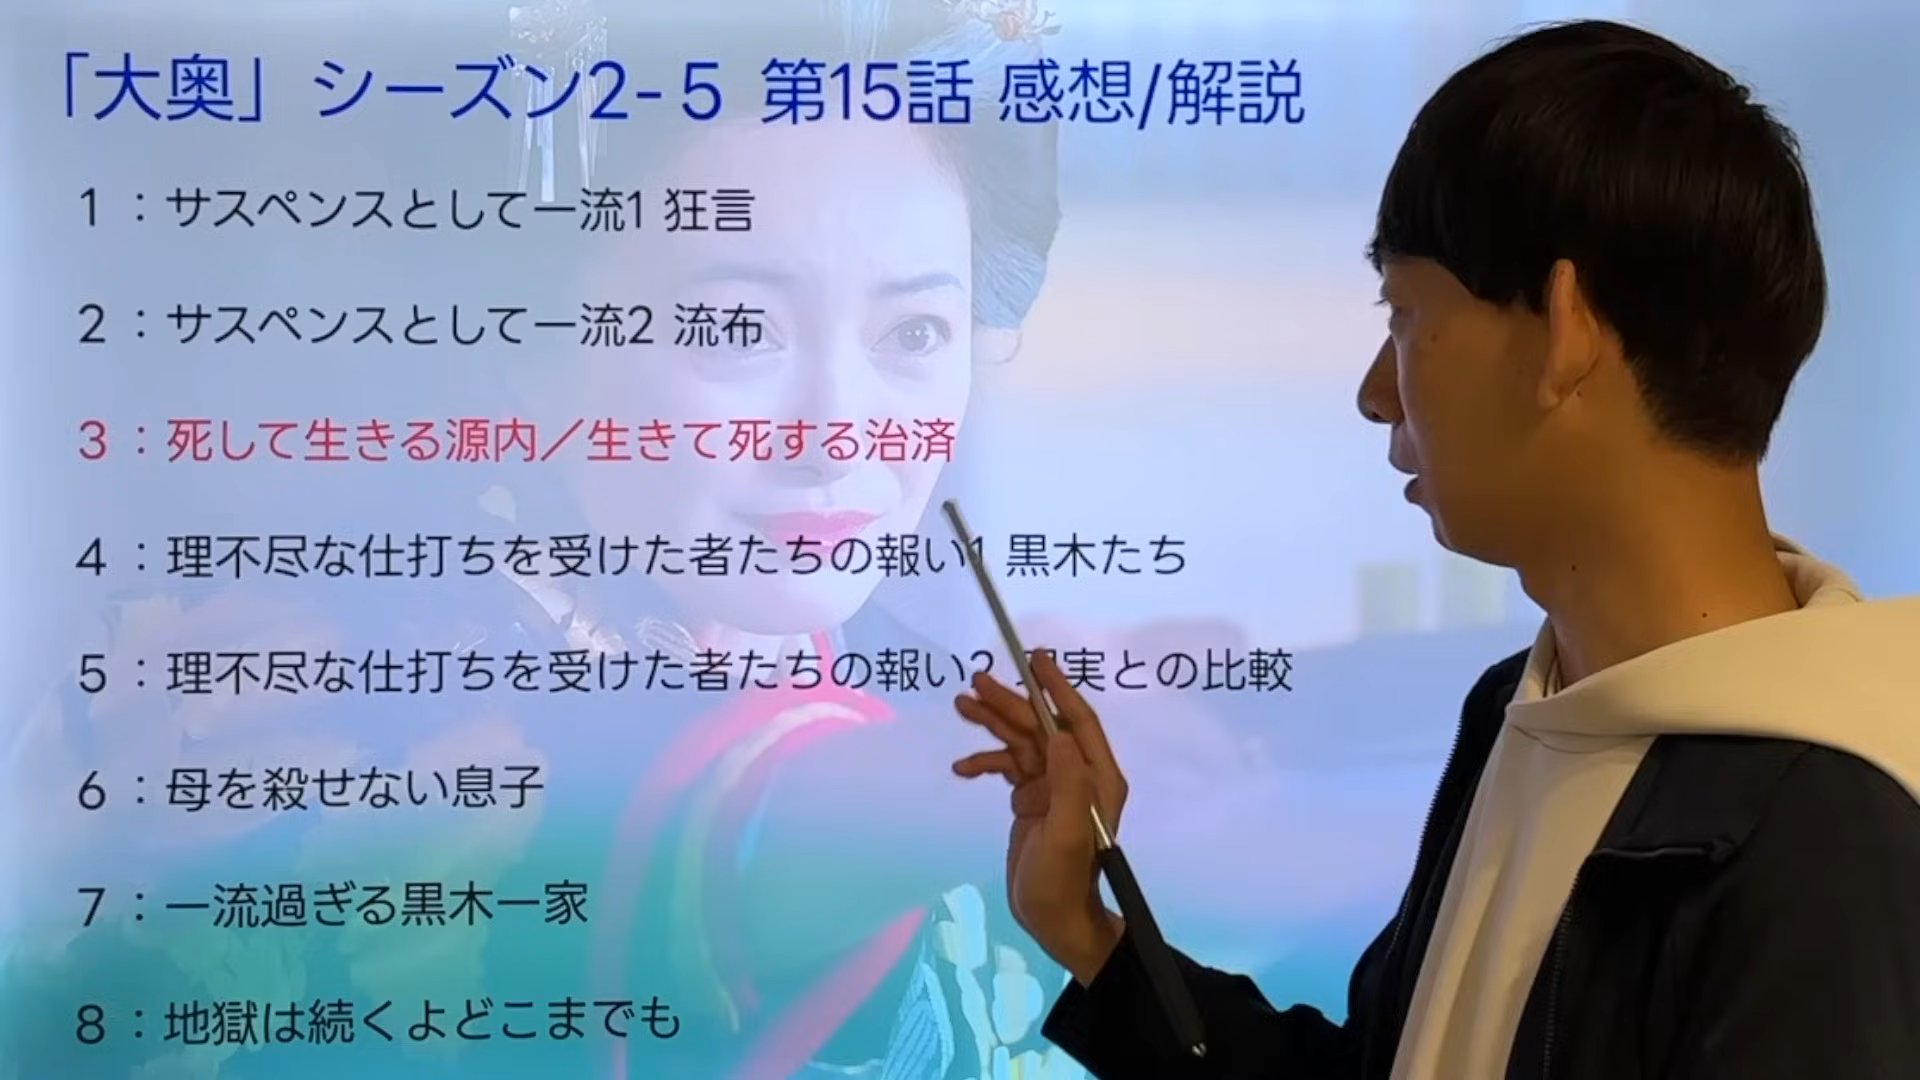 「大奥」シーズン2-5 第15話 感想/解説
1：サスペンスとして一流1 狂言
2：サスペンスとして一流2 流布
3：死して生きる源内／生きて死する治済
4：理不尽な仕打ちを受けた者たちの報い1 黒木たち
5：理不尽な仕打ちを受けた者たちの報い2 現実との比較
6：母を殺せない息子
7：一流過ぎる黒木一家
8：地獄は続くよどこまでも